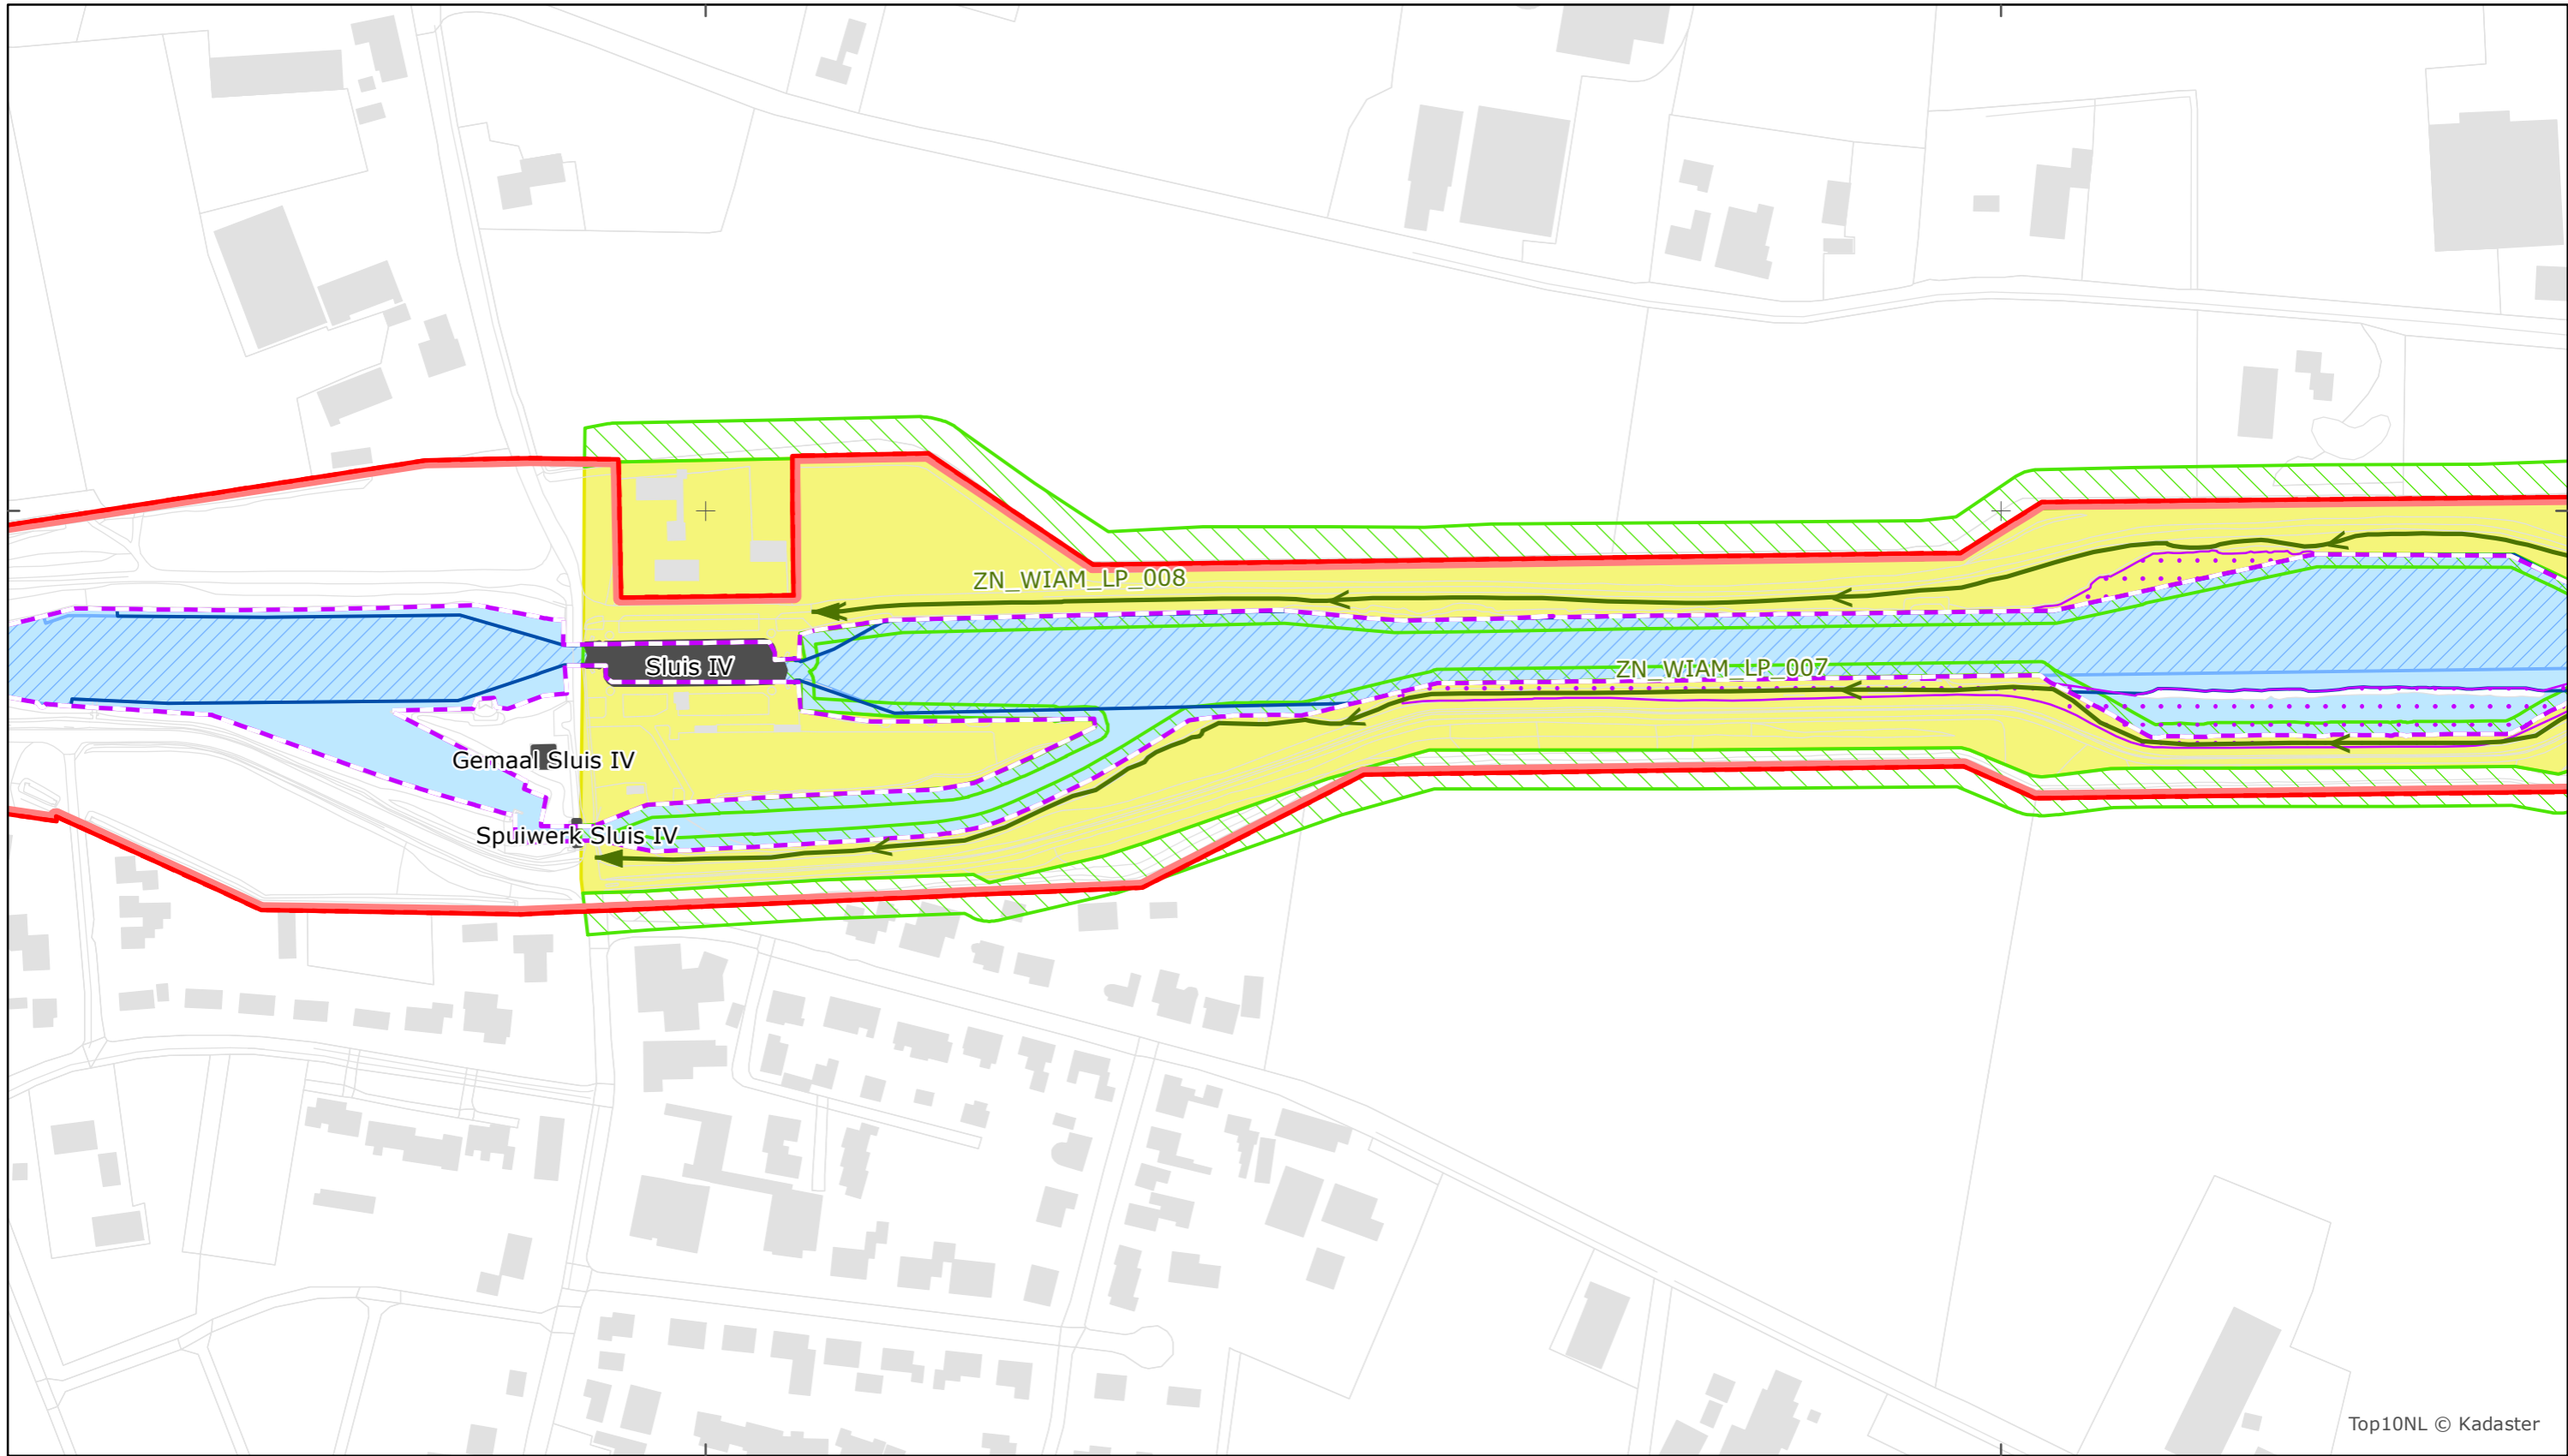 ZN_WIAM_LP_008
Sluis IV
ZN_WIAM_LP_007
Gemaal Sluis IV
Spuiwerk Sluis IV
Top10NL © Kadaster